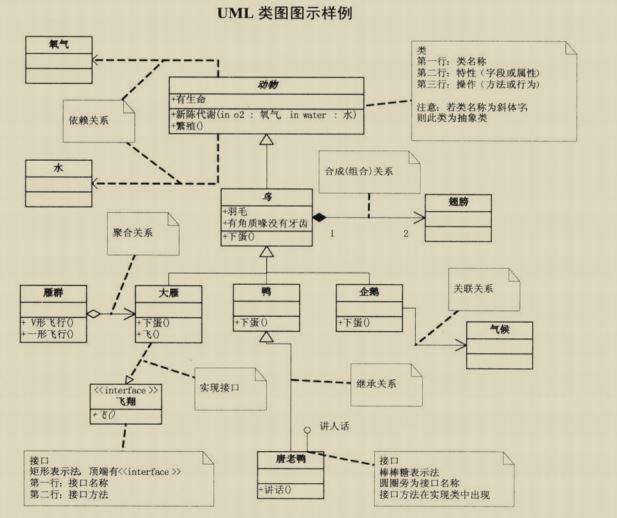 UML 类图图示样例
氧气
动物
+有生命
+新陈代谢(in o2 : 氧气, in water : 水)
+繁殖()
类
第一行：类名称
第二行：特性（字段或属性）
第三行：操作（方法或行为）
注意：若类名称为斜体字
则此类为抽象类
依赖关系
水
合成(组合)关系
鸟
+羽毛
+有角质喙没有牙齿
+下蛋()
1
2
翅膀
聚合关系
雁群
+ V形飞行()
+一形飞行()
大雁
+下蛋()
+飞()
鸭
+下蛋()
企鹅
+下蛋()
关联关系
气候
<<interface >>
飞翔
+飞()
实现接口
继承关系
讲人话
唐老鸭
+讲话()
接口
矩形表示法，顶端有<<interface >>
第一行：接口名称
第二行：接口方法
接口
棒棒糖表示法
圆圈旁为接口名称
接口方法在实现类中出现